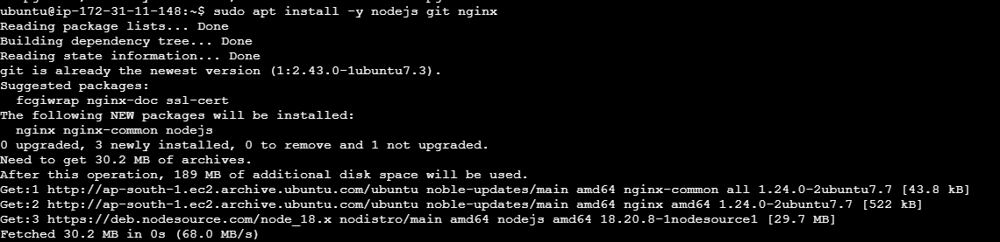 ubuntu@ip-172-31-11-148:~$ sudo apt install -y nodejs git nginx
Reading package lists... Done
Building dependency tree... Done
Reading state information... Done
git is already the newest version (1:2.43.0-1ubuntu7.3).
Suggested packages:
  fcgiwrap nginx-doc ssl-cert
The following NEW packages will be installed:
  nginx nginx-common nodejs
0 upgraded, 3 newly installed, 0 to remove and 1 not upgraded.
Need to get 30.2 MB of archives.
After this operation, 189 MB of additional disk space will be used.
Get:1 http://ap-south-1.ec2.archive.ubuntu.com/ubuntu noble-updates/main amd64 nginx-common all 1.24.0-2ubuntu7.7 [43.8 kB]
Get:2 http://ap-south-1.ec2.archive.ubuntu.com/ubuntu noble-updates/main amd64 nginx amd64 1.24.0-2ubuntu7.7 [522 kB]
Get:3 https://deb.nodesource.com/node_18.x nodistro/main amd64 nodejs amd64 18.20.8-1nodesource1 [29.7 MB]
Fetched 30.2 MB in 0s (68.0 MB/s)